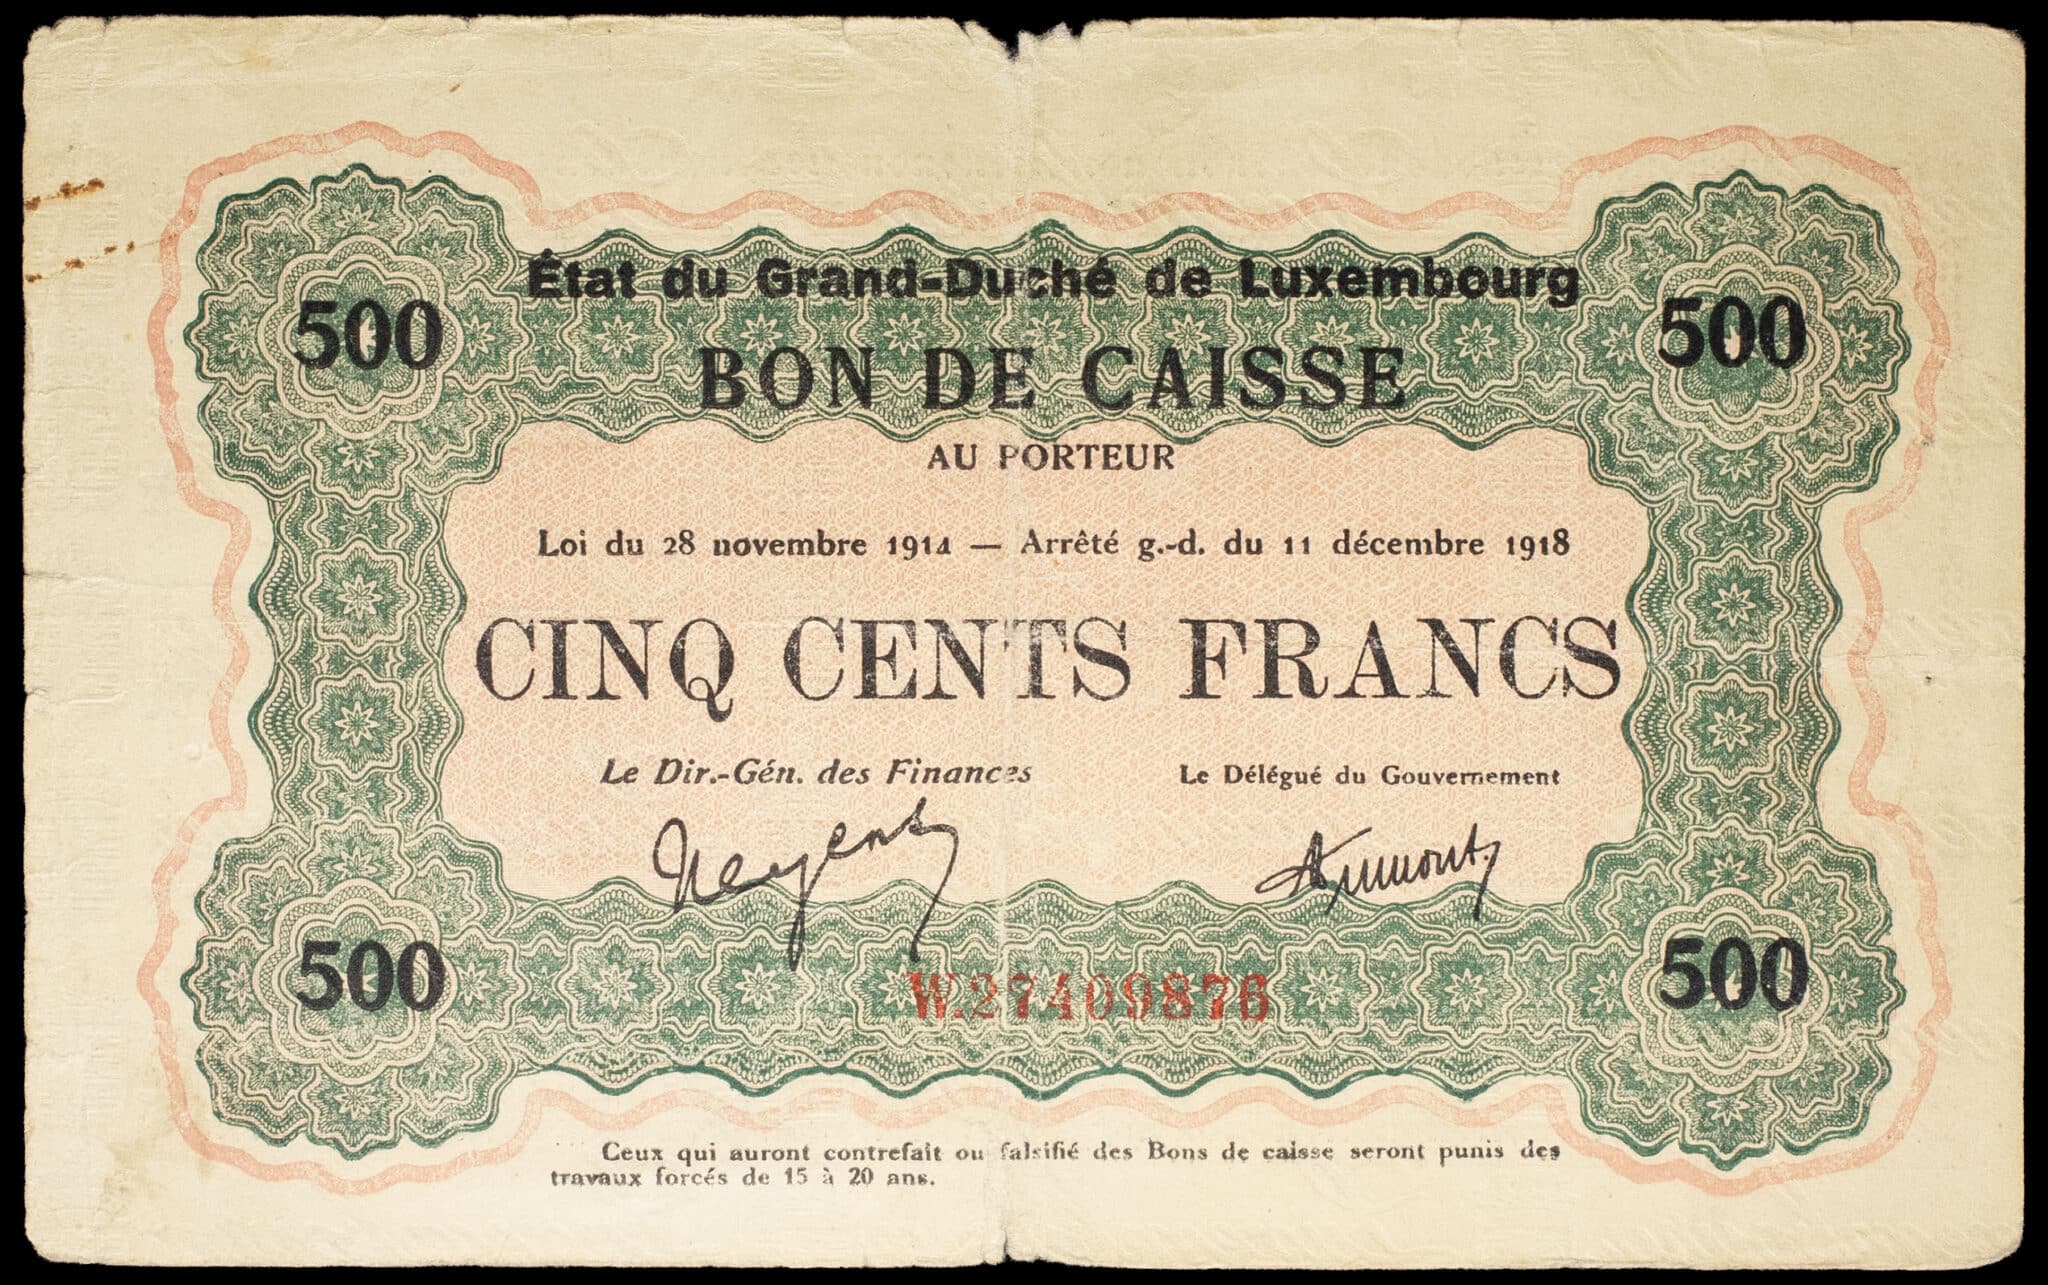 500
500
État du Grand-Duché de Luxembourg
BON DE CAISSE
AU PORTEUR
Loi du 28 novembre 1914 — Arrêté g.-d. du 11 décembre 1918
CINQ CENTS FRANCS
Le Dir.-Gén. des Finances
Le Délégué du Gouvernement
500
W.27409876
500
Ceux qui auront contrefait ou falsifié des Bons de caisse seront punis des
travaux forcés de 15 à 20 ans.